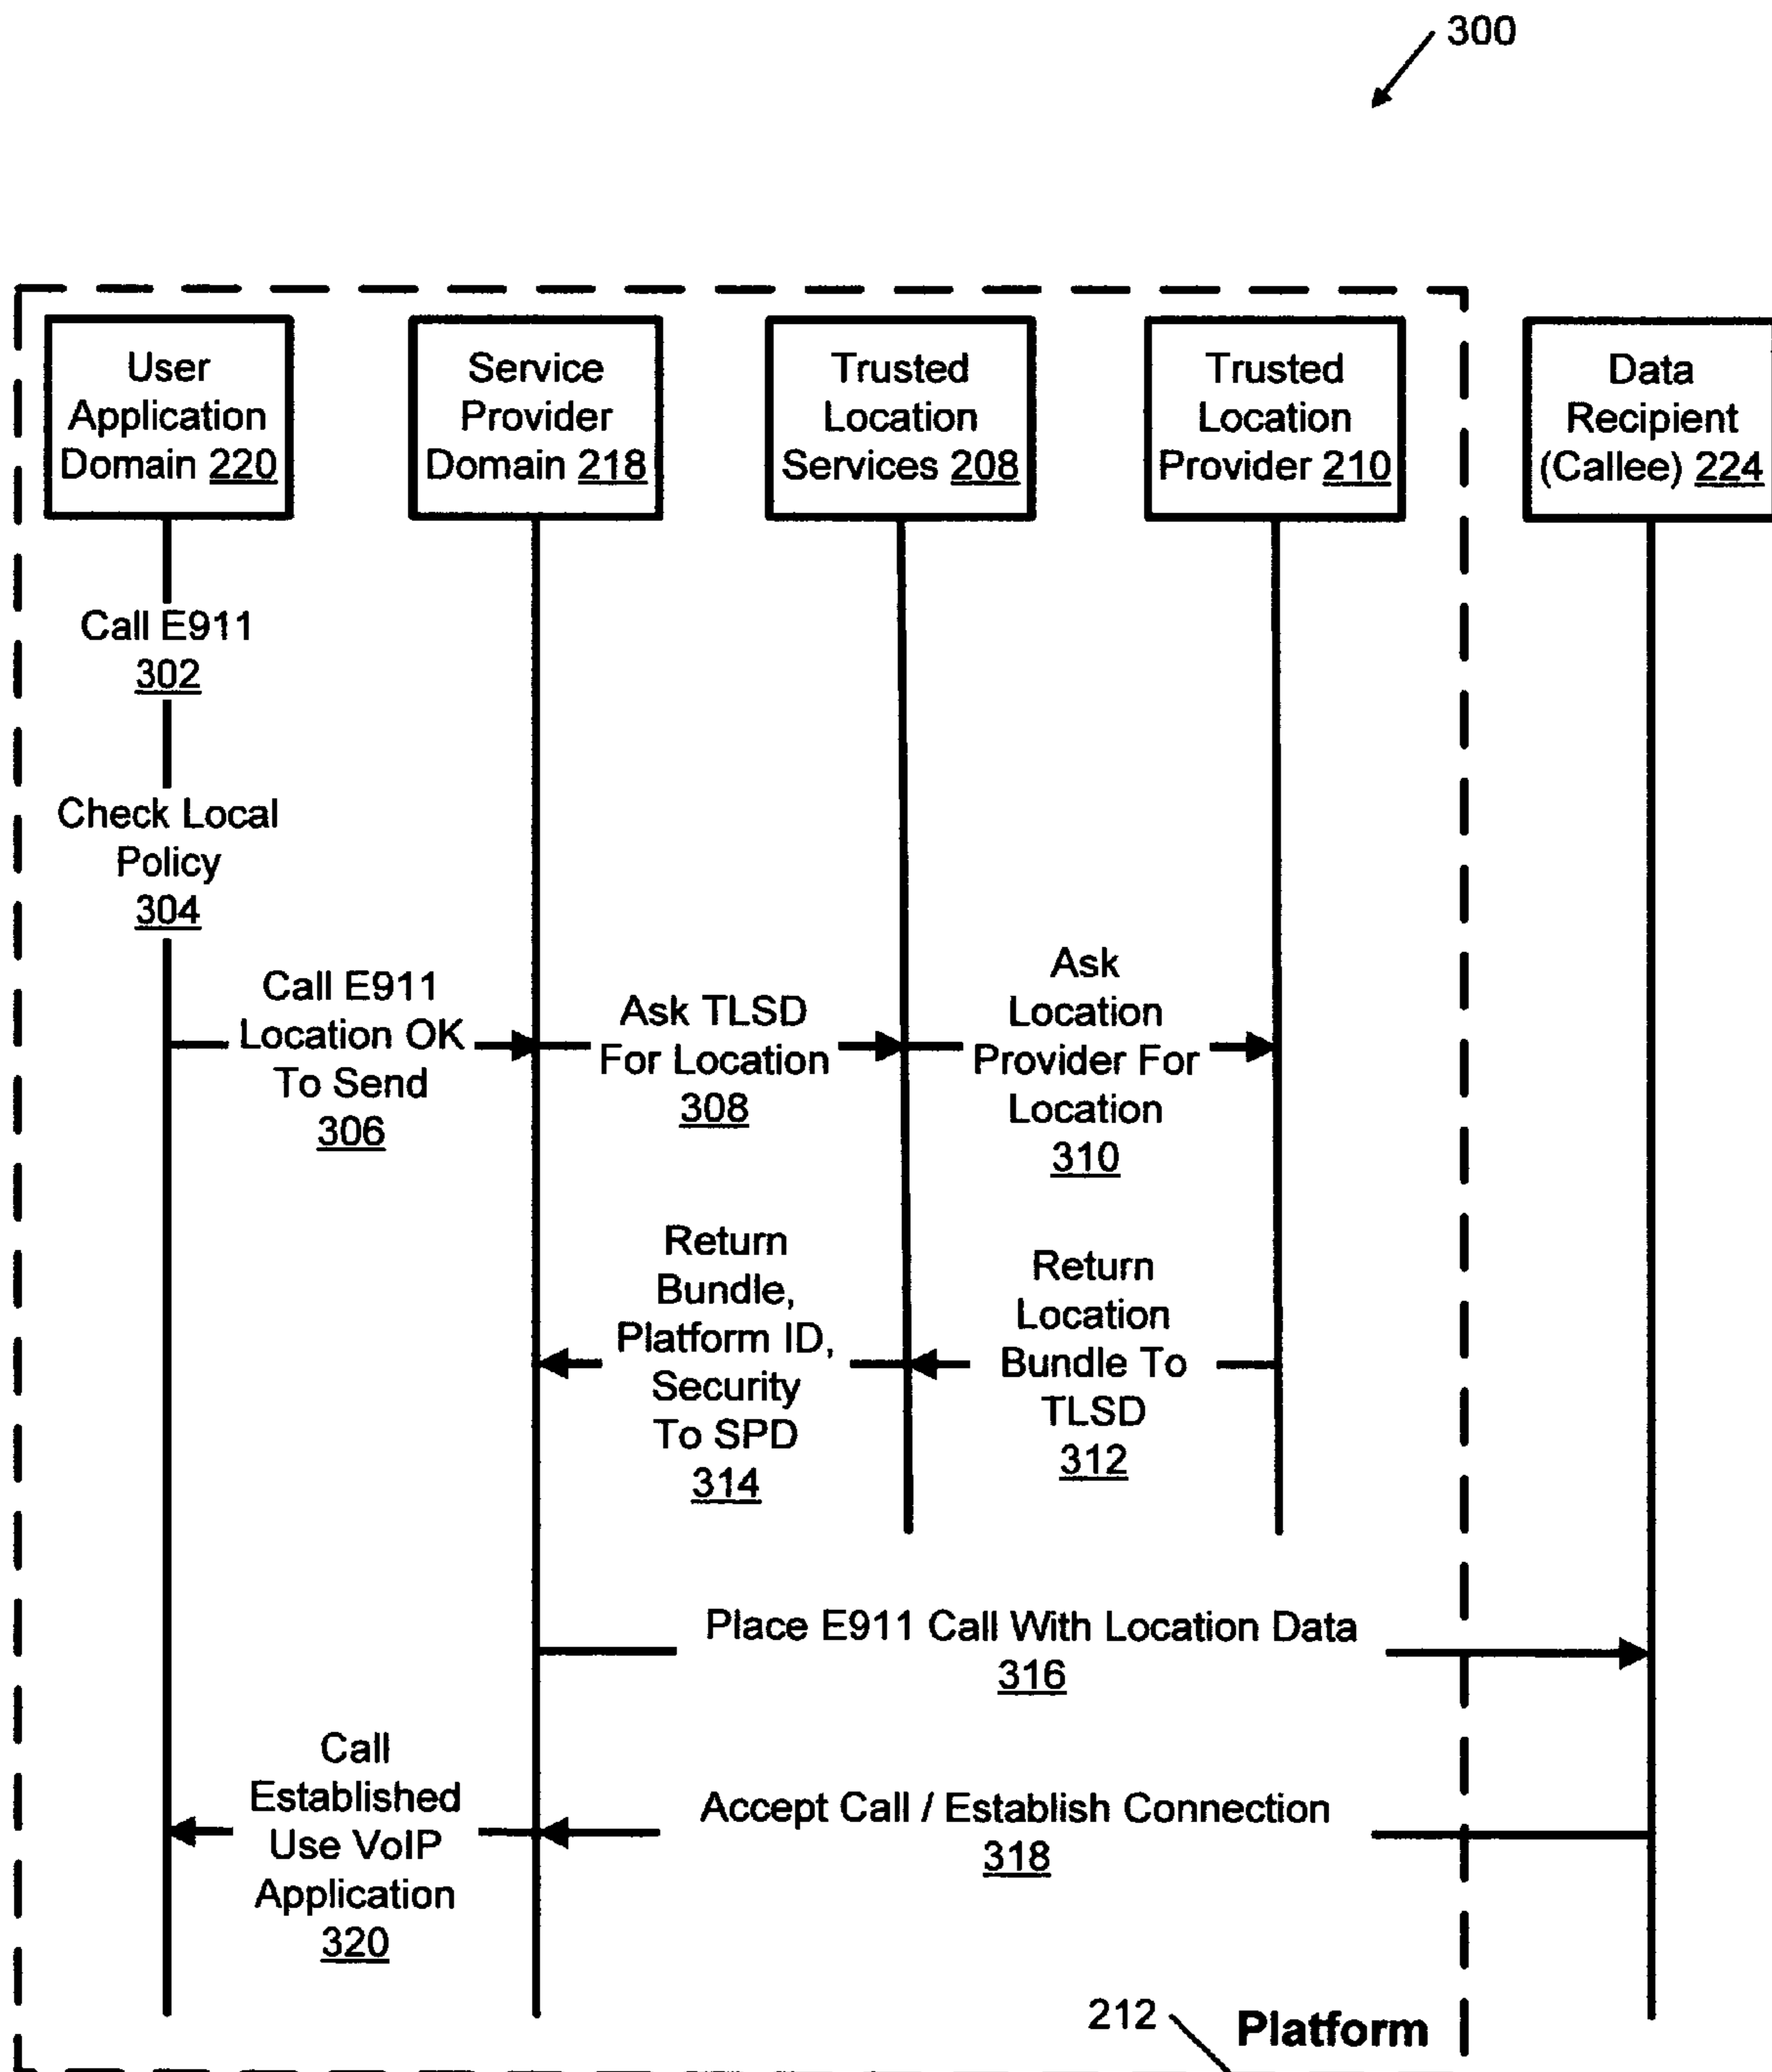 300
User
Application
Domain 220
Service
Provider
Domain 218
Trusted
Location
Services 208
Trusted
Location
Provider 210
Data
Recipient
(Callee) 224
Call E911
302
Check Local
Policy
304
Call E911
Location OK
To Send
306
Ask TLSD
For Location
308
Ask
Location
Provider For
Location
310
Return
Bundle,
Platform ID,
Security
To SPD
314
Return
Location
Bundle To
TLSD
312
Place E911 Call With Location Data
316
Call
Established
Use VoIP
Application
320
Accept Call / Establish Connection
318
212
Platform